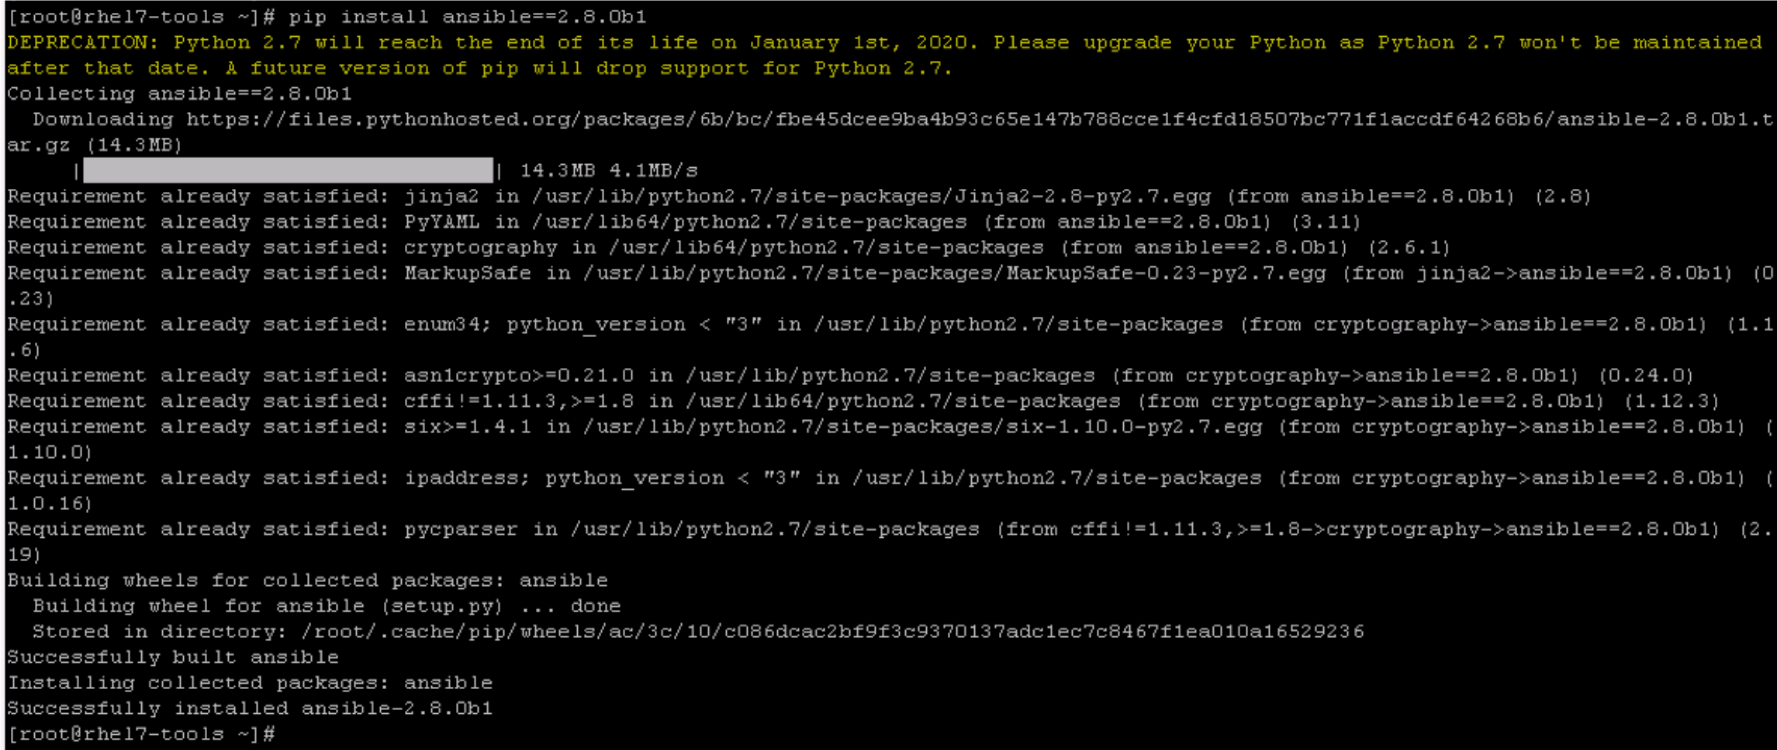 [root@rhel7-tools ~]# pip install ansible==2.8.0b1
DEPRECATION: Python 2.7 will reach the end of its life on January 1st, 2020. Please upgrade your Python as Python 2.7 won't be maintained
after that date. A future version of pip will drop support for Python 2.7.
Collecting ansible==2.8.0b1
  Downloading https://files.pythonhosted.org/packages/6b/bc/fbe45dcee9ba4b93c65e147b788cce1f4cfd18507bc771f1accdf64268b6/ansible-2.8.0b1.t
ar.gz (14.3MB)
     |                                | 14.3MB 4.1MB/s
Requirement already satisfied: jinja2 in /usr/lib/python2.7/site-packages/Jinja2-2.8-py2.7.egg (from ansible==2.8.0b1) (2.8)
Requirement already satisfied: PyYAML in /usr/lib64/python2.7/site-packages (from ansible==2.8.0b1) (3.11)
Requirement already satisfied: cryptography in /usr/lib64/python2.7/site-packages (from ansible==2.8.0b1) (2.6.1)
Requirement already satisfied: MarkupSafe in /usr/lib/python2.7/site-packages/MarkupSafe-0.23-py2.7.egg (from jinja2->ansible==2.8.0b1) (0
.23)
Requirement already satisfied: enum34; python_version < "3" in /usr/lib/python2.7/site-packages (from cryptography->ansible==2.8.0b1) (1.1
.6)
Requirement already satisfied: asn1crypto>=0.21.0 in /usr/lib/python2.7/site-packages (from cryptography->ansible==2.8.0b1) (0.24.0)
Requirement already satisfied: cffi!=1.11.3,>=1.8 in /usr/lib64/python2.7/site-packages (from cryptography->ansible==2.8.0b1) (1.12.3)
Requirement already satisfied: six>=1.4.1 in /usr/lib/python2.7/site-packages/six-1.10.0-py2.7.egg (from cryptography->ansible==2.8.0b1) (
1.10.0)
Requirement already satisfied: ipaddress; python_version < "3" in /usr/lib/python2.7/site-packages (from cryptography->ansible==2.8.0b1) (
1.0.16)
Requirement already satisfied: pycparser in /usr/lib/python2.7/site-packages (from cffi!=1.11.3,>=1.8->cryptography->ansible==2.8.0b1) (2.
19)
Building wheels for collected packages: ansible
  Building wheel for ansible (setup.py) ... done
  Stored in directory: /root/.cache/pip/wheels/ac/3c/10/c086dcac2bf9f3c9370137adc1ec7c8467f1ea010a16529236
Successfully built ansible
Installing collected packages: ansible
Successfully installed ansible-2.8.0b1
[root@rhel7-tools ~]#